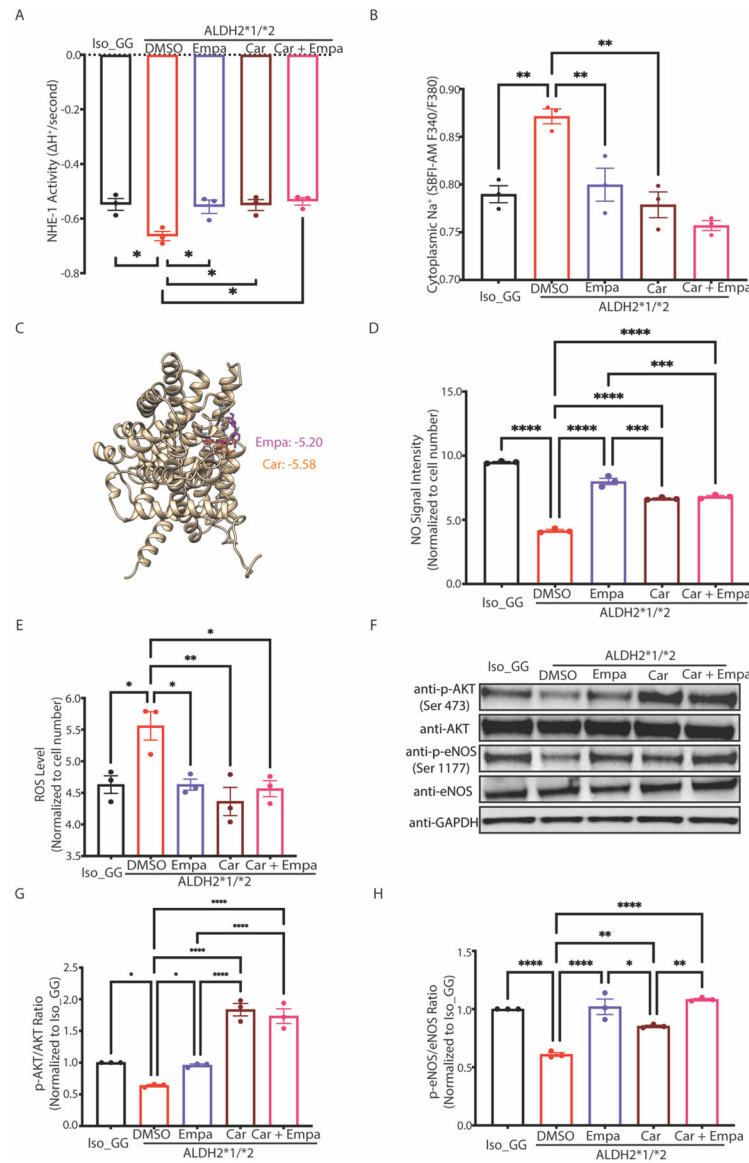 A
ALDH2*1/*2
Iso_GG
DMSO
Empa
Car
Car + Empa
0.0
-0.2
-0.4
-0.6
-0.8
NHE-1 Activity (ΔH⁺/second)
*
*
*
*
B
**
**
**
0.90
0.85
0.80
0.75
0.70
Cytoplasmic Na⁺ (SBFI-AM F340/F380)
Iso_GG
DMSO
Empa
Car
Car + Empa
ALDH2*1/*2
C
Empa: -5.20
Car: -5.58
D
****
***
****
****
****
***
15.0
10.0
5.0
0.0
NO Signal Intensity
(Normalized to cell number)
Iso_GG
DMSO
Empa
Car
Car + Empa
ALDH2*1/*2
E
*
**
*
*
6.0
5.5
5.0
4.5
4.0
3.5
ROS Level
(Normalized to cell number)
Iso_GG
DMSO
Empa
Car
Car + Empa
ALDH2*1/*2
F
ALDH2*1/*2
Iso_GG
DMSO
Empa
Car
Car + Empa
anti-p-AKT
(Ser 473)
anti-AKT
anti-p-eNOS
(Ser 1177)
anti-eNOS
anti-GAPDH
G
****
****
****
*
*
****
2.5
2.0
1.5
1.0
0.5
0.0
p-AKT/AKT Ratio
(Normalized to Iso_GG)
Iso_GG
DMSO
Empa
Car
Car + Empa
ALDH2*1/*2
H
****
**
****
****
*
**
1.5
1.0
0.5
0.0
p-eNOS/eNOS Ratio
(Normalized to Iso_GG)
Iso_GG
DMSO
Empa
Car
Car + Empa
ALDH2*1/*2